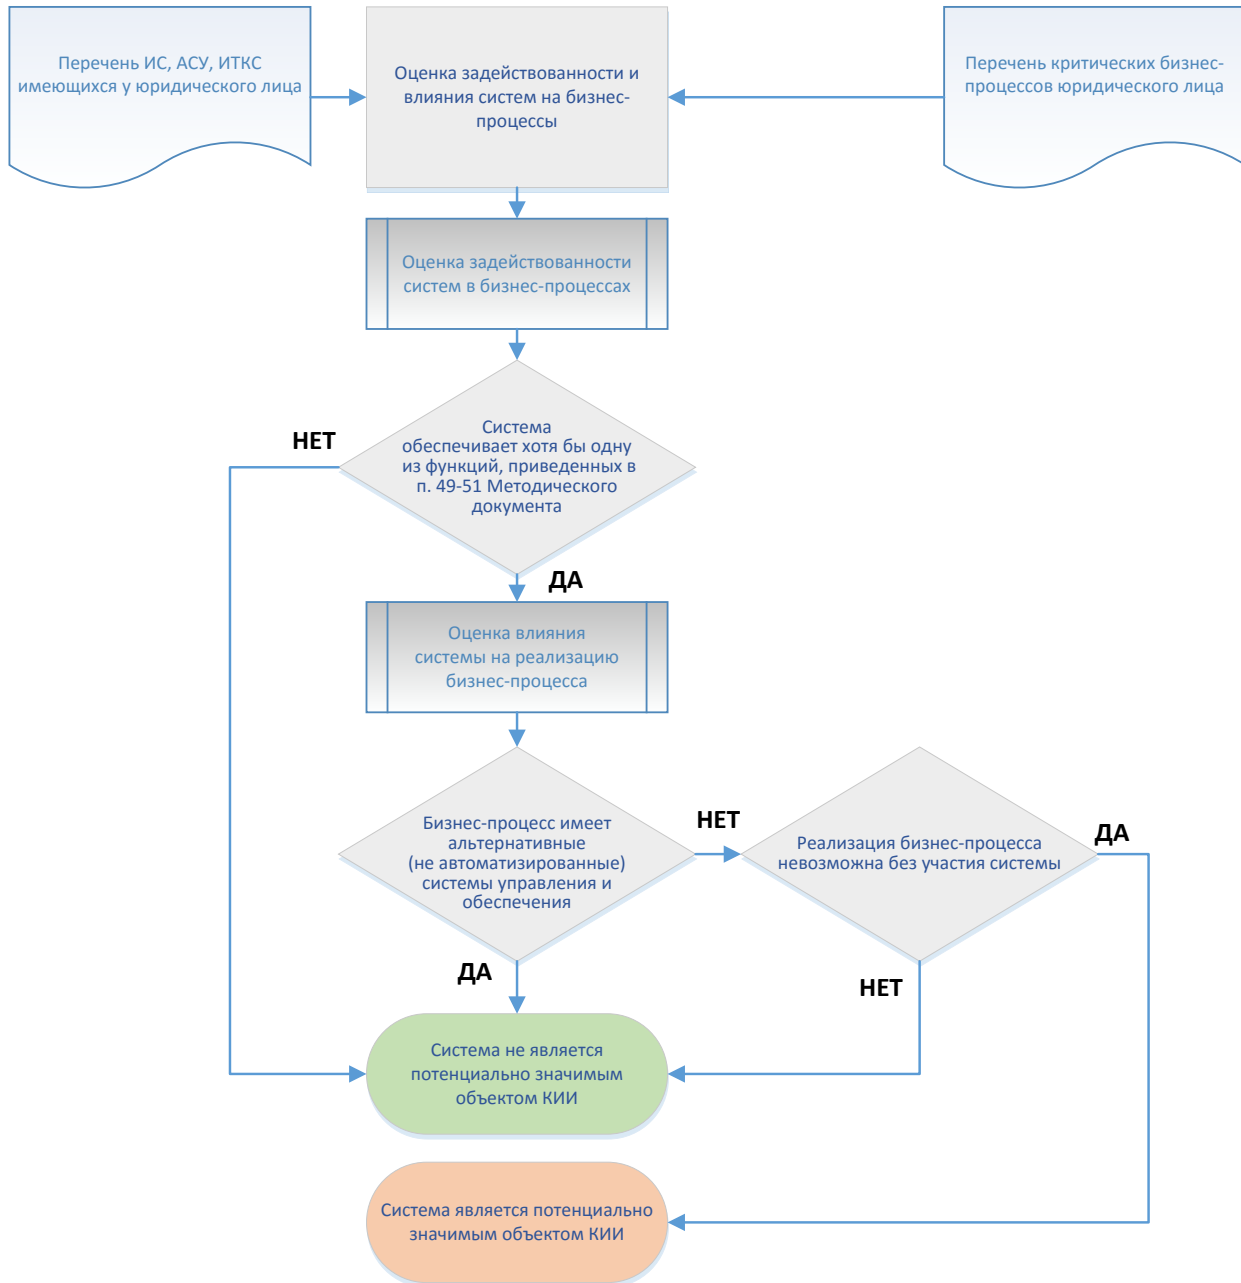 Перечень ИС, АСУ, ИТКС
имеющихся у юридического лица
Оценка задействованности и
влияния систем на бизнес-
процессы
Перечень критических бизнес-
процессов юридического лица
Оценка задействованности
систем в бизнес-процессах
НЕТ
Система
обеспечивает хотя бы одну
из функций, приведенных в
п. 49-51 Методического
документа
ДА
Оценка влияния
системы на реализацию
бизнес-процесса
Бизнес-процесс имеет
альтернативные
(не автоматизированные)
системы управления и
обеспечения
НЕТ
Реализация бизнес-процесса
невозможна без участия системы
ДА
ДА
НЕТ
Система не является
потенциально значимым
объектом КИИ
Система является потенциально
значимым объектом КИИ